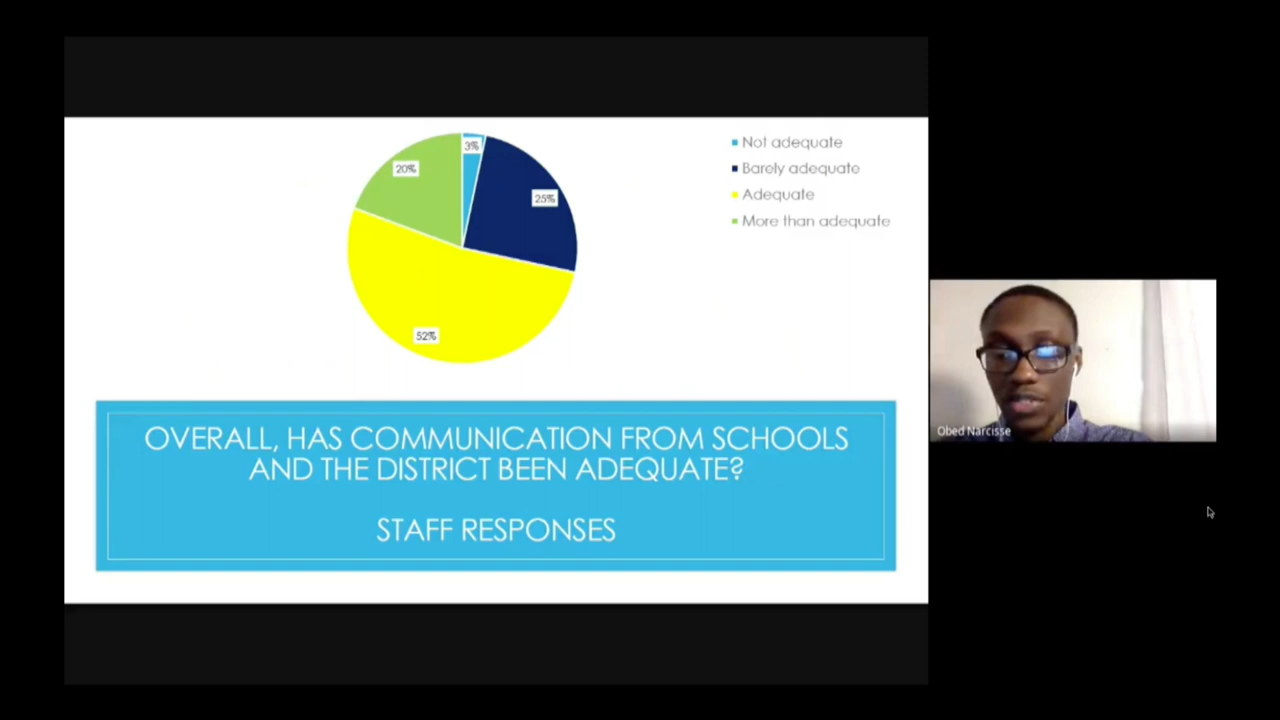 3%
20%
25%
52%
Not adequate
Barely adequate
Adequate
More than adequate
OVERALL, HAS COMMUNICATION FROM SCHOOLS
AND THE DISTRICT BEEN ADEQUATE?
STAFF RESPONSES
Obed Narcisse